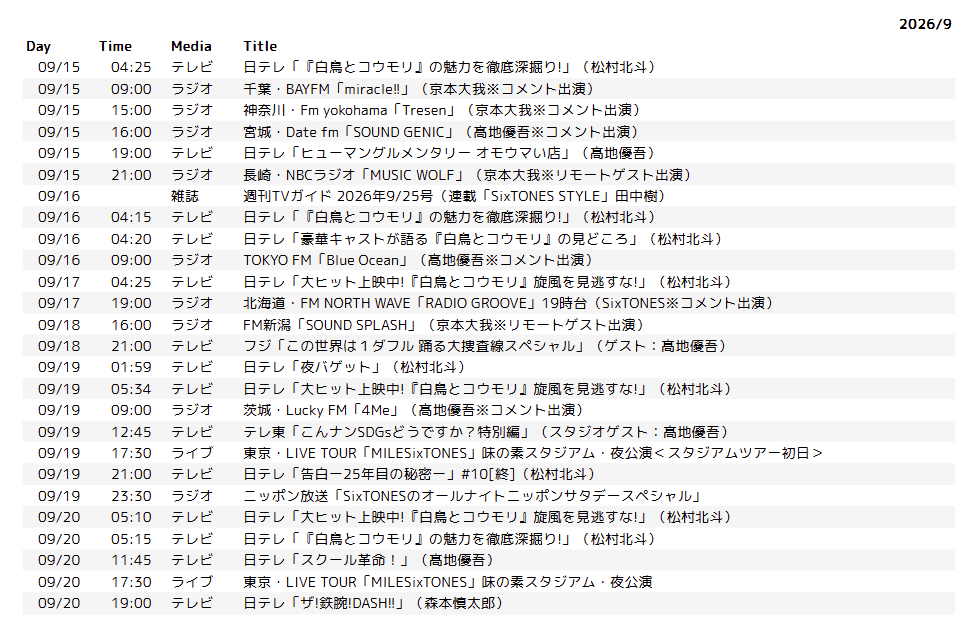 2026/9
Day Time Media Title
09/15 04:25 テレビ 日テレ「『白鳥とコウモリ』の魅力を徹底深掘り!」（松村北斗）
09/15 09:00 ラジオ 千葉・BAYFM「miracle!!」（京本大我※コメント出演）
09/15 15:00 ラジオ 神奈川・Fm yokohama「Tresen」（京本大我※コメント出演）
09/15 16:00 ラジオ 宮城・Date fm「SOUND GENIC」（髙地優吾※コメント出演）
09/15 19:00 テレビ 日テレ「ヒューマングルメンタリー オモウマい店」（髙地優吾）
09/15 21:00 ラジオ 長崎・NBCラジオ「MUSIC WOLF」（京本大我※リモートゲスト出演）
09/16 雑誌 週刊TVガイド 2026年9/25号（連載「SixTONES STYLE」田中樹）
09/16 04:15 テレビ 日テレ「『白鳥とコウモリ』の魅力を徹底深掘り!」（松村北斗）
09/16 04:20 テレビ 日テレ「豪華キャストが語る『白鳥とコウモリ』の見どころ」（松村北斗）
09/16 09:00 ラジオ TOKYO FM「Blue Ocean」（髙地優吾※コメント出演）
09/17 04:25 テレビ 日テレ「大ヒット上映中!『白鳥とコウモリ』旋風を見逃すな!」（松村北斗）
09/17 19:00 ラジオ 北海道・FM NORTH WAVE「RADIO GROOVE」19時台（SixTONES※コメント出演）
09/18 16:00 ラジオ FM新潟「SOUND SPLASH」（京本大我※リモートゲスト出演）
09/18 21:00 テレビ フジ「この世界は１ダフル 踊る大捜査線スペシャル」（ゲスト：髙地優吾）
09/19 01:59 テレビ 日テレ「夜バゲット」（松村北斗）
09/19 05:34 テレビ 日テレ「大ヒット上映中!『白鳥とコウモリ』旋風を見逃すな!」（松村北斗）
09/19 09:00 ラジオ 茨城・Lucky FM「4Me」（髙地優吾※コメント出演）
09/19 12:45 テレビ テレ東「こんナンSDGsどうですか？特別編」（スタジオゲスト：髙地優吾）
09/19 17:30 ライブ 東京・LIVE TOUR「MILESixTONES」味の素スタジアム・夜公演＜スタジアムツアー初日＞
09/19 21:00 テレビ 日テレ「告白ー25年目の秘密ー」#10[終]（松村北斗）
09/19 23:30 ラジオ ニッポン放送「SixTONESのオールナイトニッポンサタデースペシャル」
09/20 05:10 テレビ 日テレ「大ヒット上映中!『白鳥とコウモリ』旋風を見逃すな!」（松村北斗）
09/20 05:15 テレビ 日テレ「『白鳥とコウモリ』の魅力を徹底深掘り!」（松村北斗）
09/20 11:45 テレビ 日テレ「スクール革命！」（髙地優吾）
09/20 17:30 ライブ 東京・LIVE TOUR「MILESixTONES」味の素スタジアム・夜公演
09/20 19:00 テレビ 日テレ「ザ!鉄腕!DASH!!」（森本慎太郎）